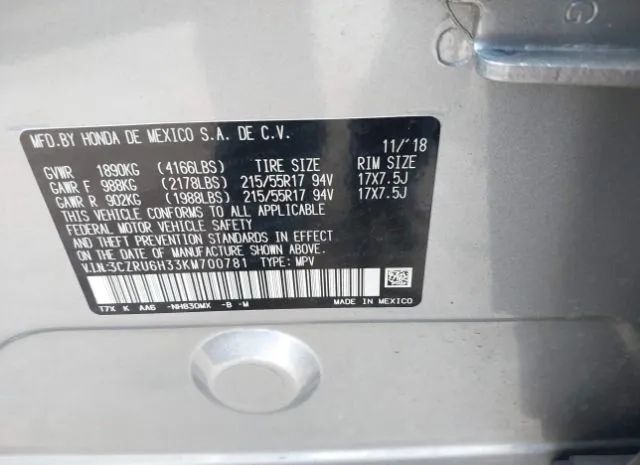 MFD.BY HONDA DE MEXICO S.A. DE C.V. 11/'18
GVWR 1890KG (4166LBS) TIRE SIZE RIM SIZE
GAWR F 988KG (2178LBS) 215/55R17 94V 17X7.5J
GAWR R 902KG (1988LBS) 215/55R17 94V 17X7.5J
THIS VEHICLE CONFORMS TO ALL APPLICABLE
FEDERAL MOTOR VEHICLE SAFETY
AND THEFT PREVENTION STANDARDS IN EFFECT
ON THE DATE OF MANUFACTURE SHOWN ABOVE.
V.I.N:3CZRU6H33KM700781 TYPE: MPV
T7X K AA6 -NH830MX -B -M MADE IN MEXICO
G